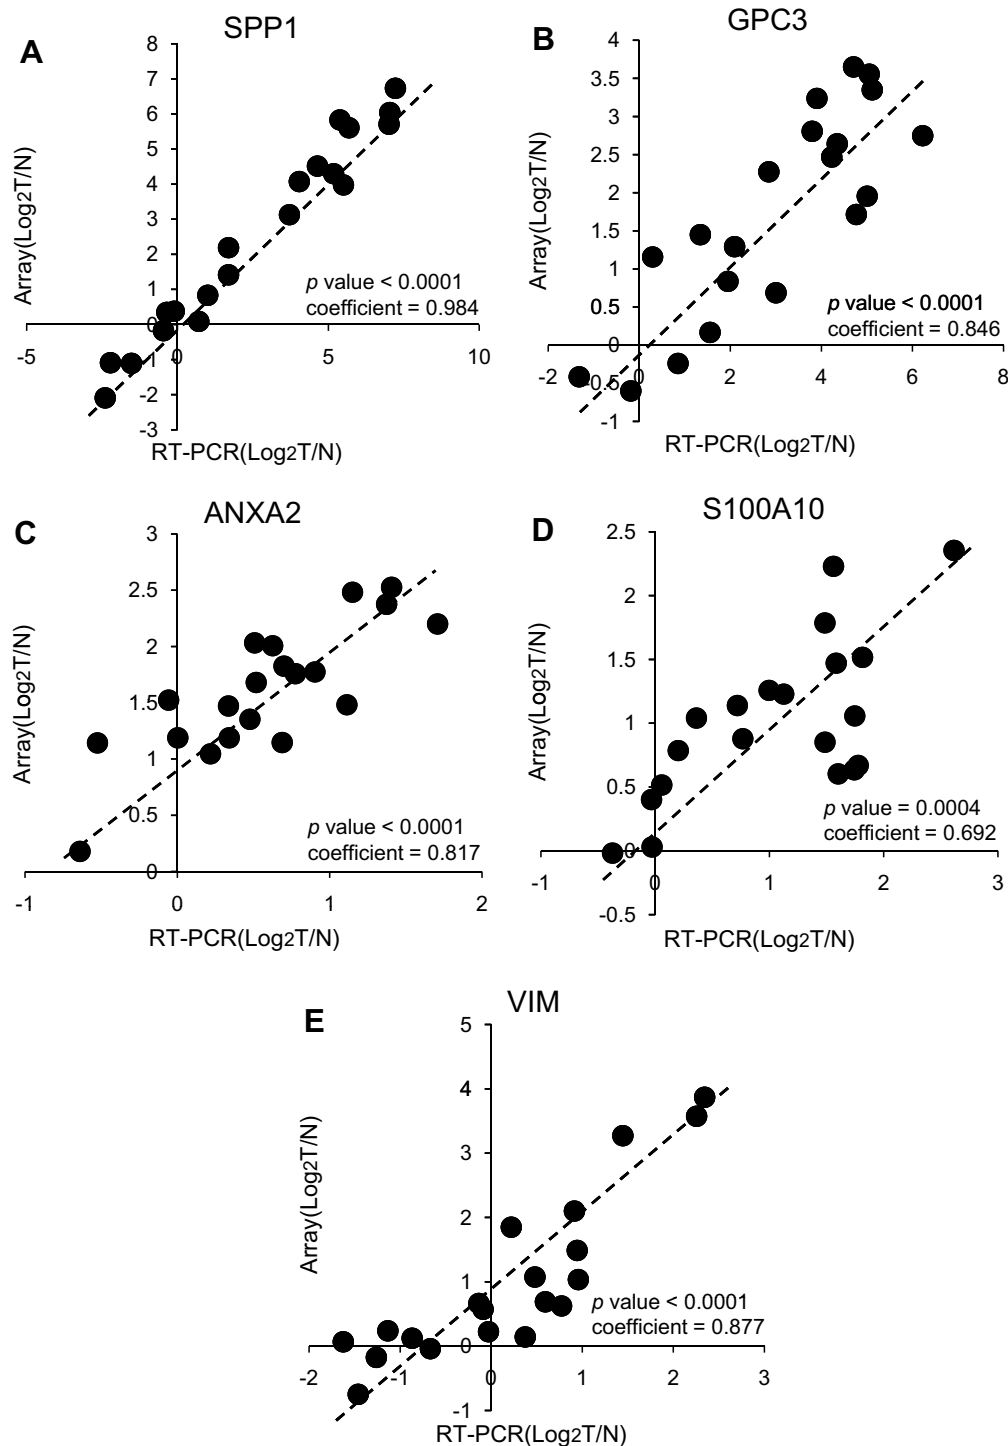 A
SPP1
8
7
6
5
4
3
2
1
0
-1
-2
-3
-5
0
5
10
Array(Log2T/N)
p value < 0.0001
coefficient = 0.984
RT-PCR(Log2T/N)
B
GPC3
4
3.5
3
2.5
2
1.5
1
0.5
0
-0.5
-1
-2
0
2
4
6
8
Array(Log2T/N)
p value < 0.0001
coefficient = 0.846
RT-PCR(Log2T/N)
C
ANXA2
3
2.5
2
1.5
1
0.5
0
-1
0
1
2
Array(Log2T/N)
p value < 0.0001
coefficient = 0.817
RT-PCR(Log2T/N)
D
S100A10
2.5
2
1.5
1
0.5
0
-0.5
-1
0
1
2
3
Array(Log2T/N)
p value = 0.0004
coefficient = 0.692
RT-PCR(Log2T/N)
E
VIM
5
4
3
2
1
0
-1
-2
-1
0
1
2
3
Array(Log2T/N)
p value < 0.0001
coefficient = 0.877
RT-PCR(Log2T/N)